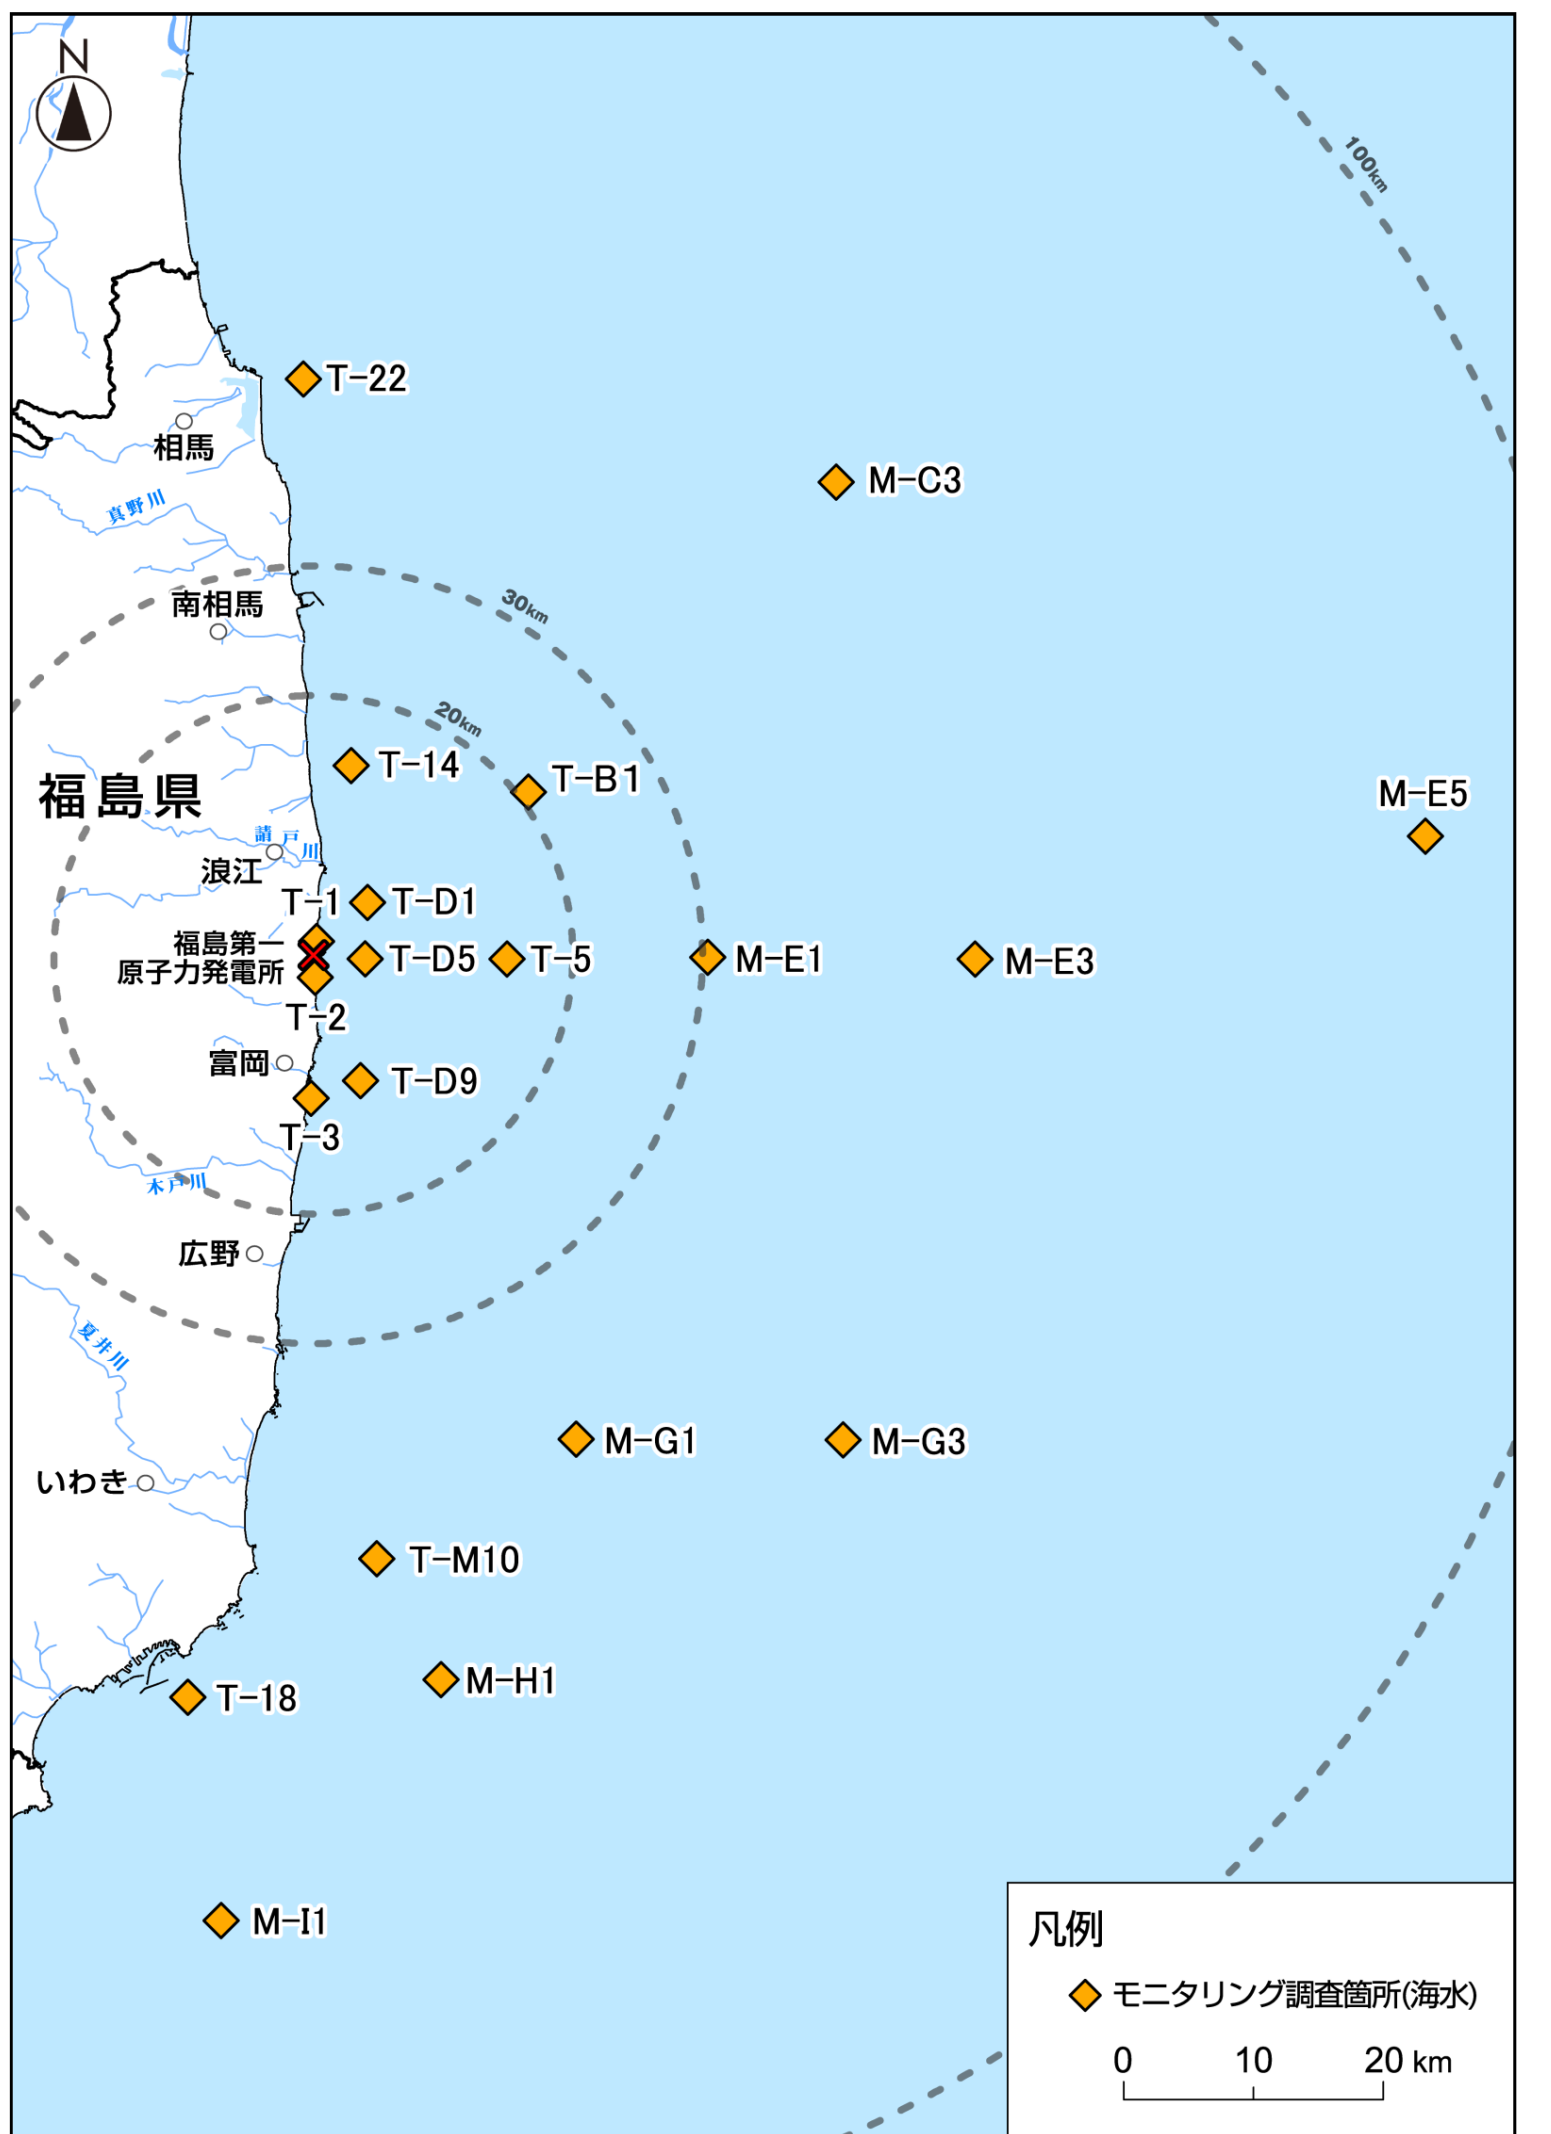 N
100km
T-22
相馬
M-C3
真野川
30km
南相馬
20km
T-14
T-B1
福島県
M-E5
請戸川
浪江
T-1
T-D1
福島第一
原子力発電所
T-D5
T-5
M-E1
M-E3
T-2
富岡
T-D9
T-3
木戸川
広野
夏井川
M-G1
M-G3
いわき
T-M10
M-H1
T-18
M-I1
凡例
モニタリング調査箇所(海水)
0 10 20 km